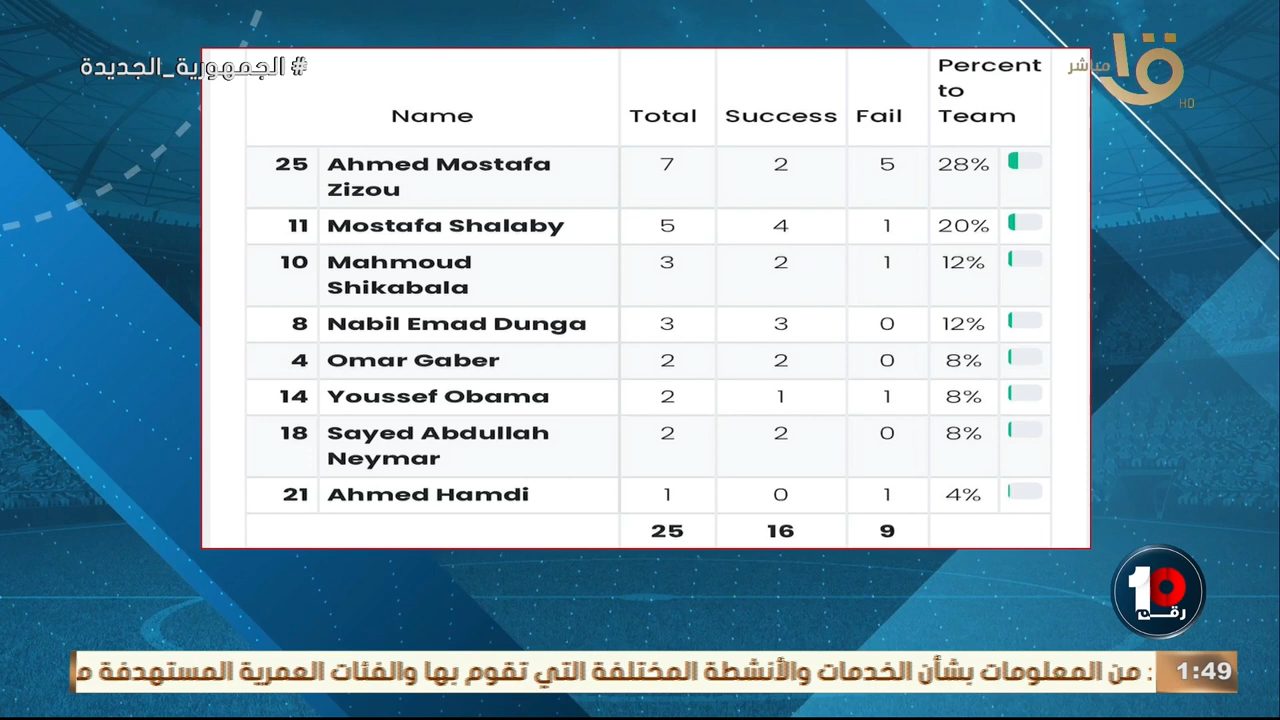 # الجمهورية_الجديدة
مباشر
HD
Name Total Success Fail Percent to Team
25 Ahmed Mostafa Zizou 7 2 5 28%
11 Mostafa Shalaby 5 4 1 20%
10 Mahmoud Shikabala 3 2 1 12%
8 Nabil Emad Dunga 3 3 0 12%
4 Omar Gaber 2 2 0 8%
14 Youssef Obama 2 1 1 8%
18 Sayed Abdullah Neymar 2 2 0 8%
21 Ahmed Hamdi 1 0 1 4%
25 16 9
10
رقم
من المعلومات بشأن الخدمات والأنشطة المختلفة التي تقوم بها والفئات العمرية المستهدفة
1:49